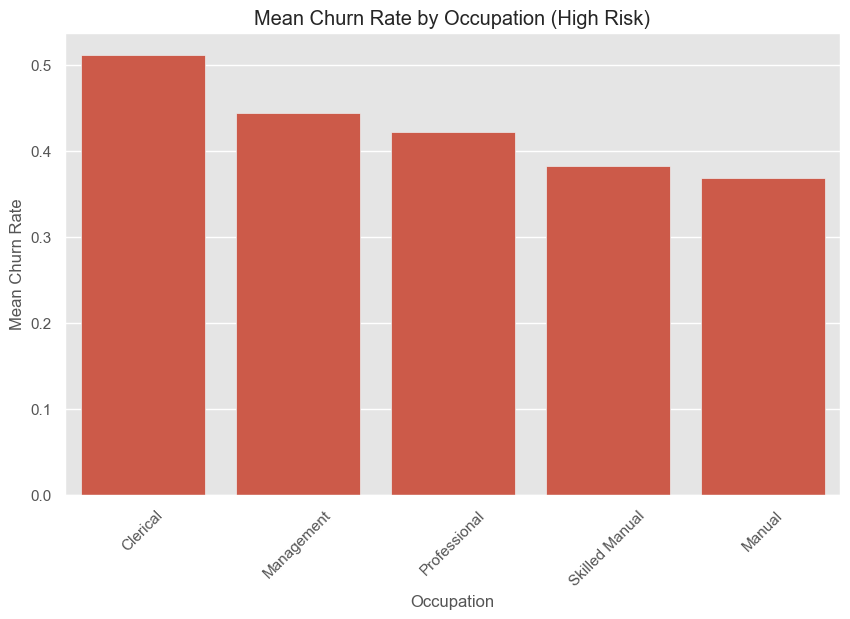 Mean Churn Rate by Occupation (High Risk)
Mean Churn Rate
0.5
0.4
0.3
0.2
0.1
0.0
Clerical
Management
Professional
Skilled Manual
Manual
Occupation